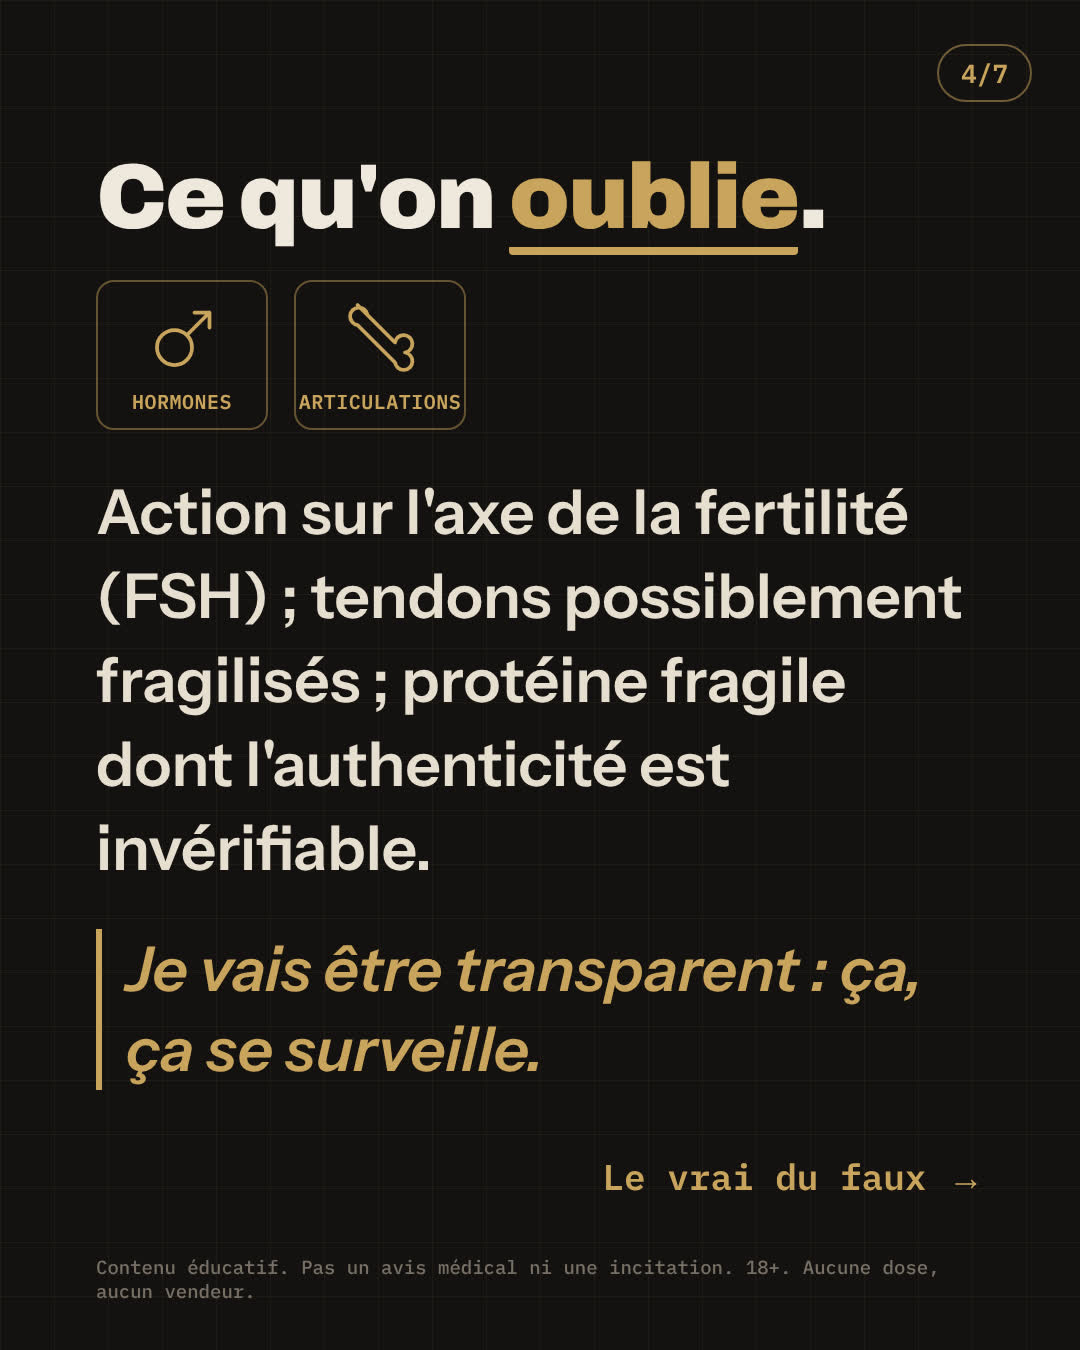 4/7
Ce qu'on oublie.
HORMONES
ARTICULATIONS
Action sur l'axe de la fertilité
(FSH) ; tendons possiblement
fragilisés ; protéine fragile
dont l'authenticité est
invérifiable.
Je vais être transparent : ça,
ça se surveille.
Le vrai du faux →
Contenu éducatif. Pas un avis médical ni une incitation. 18+. Aucune dose,
aucun vendeur.